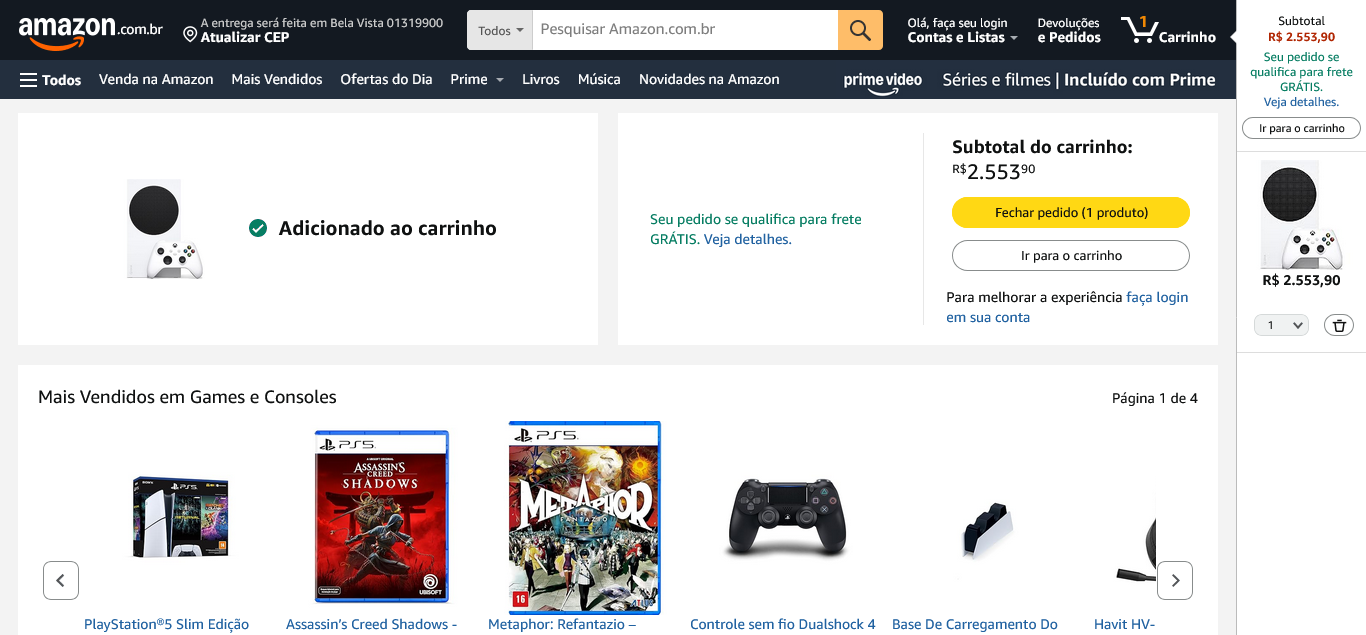 amazon.com.br
A entrega será feita em Bela Vista 01319900
Atualizar CEP
Todos
Pesquisar Amazon.com.br
Olá, faça seu login
Contas e Listas
Devoluções
e Pedidos
1
Carrinho
Todos
Venda na Amazon
Mais Vendidos
Ofertas do Dia
Prime
Livros
Música
Novidades na Amazon
prime video
Séries e filmes | Incluído com Prime
Adicionado ao carrinho
Seu pedido se qualifica para frete
GRÁTIS. Veja detalhes.
Subtotal do carrinho:
R$2.55390
Fechar pedido (1 produto)
Ir para o carrinho
Para melhorar a experiência faça login
em sua conta
Subtotal
R$ 2.553,90
Seu pedido se
qualifica para frete
GRÁTIS.
Veja detalhes.
Ir para o carrinho
R$ 2.553,90
1
Mais Vendidos em Games e Consoles
Página 1 de 4
PS5
PS5
ASSASSIN'S
CREED
SHADOWS
UBISOFT
PS5
METAPHOR
REFANTAZIO
16
ATLUS
PlayStation®5 Slim Edição
Assassin's Creed Shadows -
Metaphor: Refantazio –
Controle sem fio Dualshock 4
Base De Carregamento Do
Havit HV-